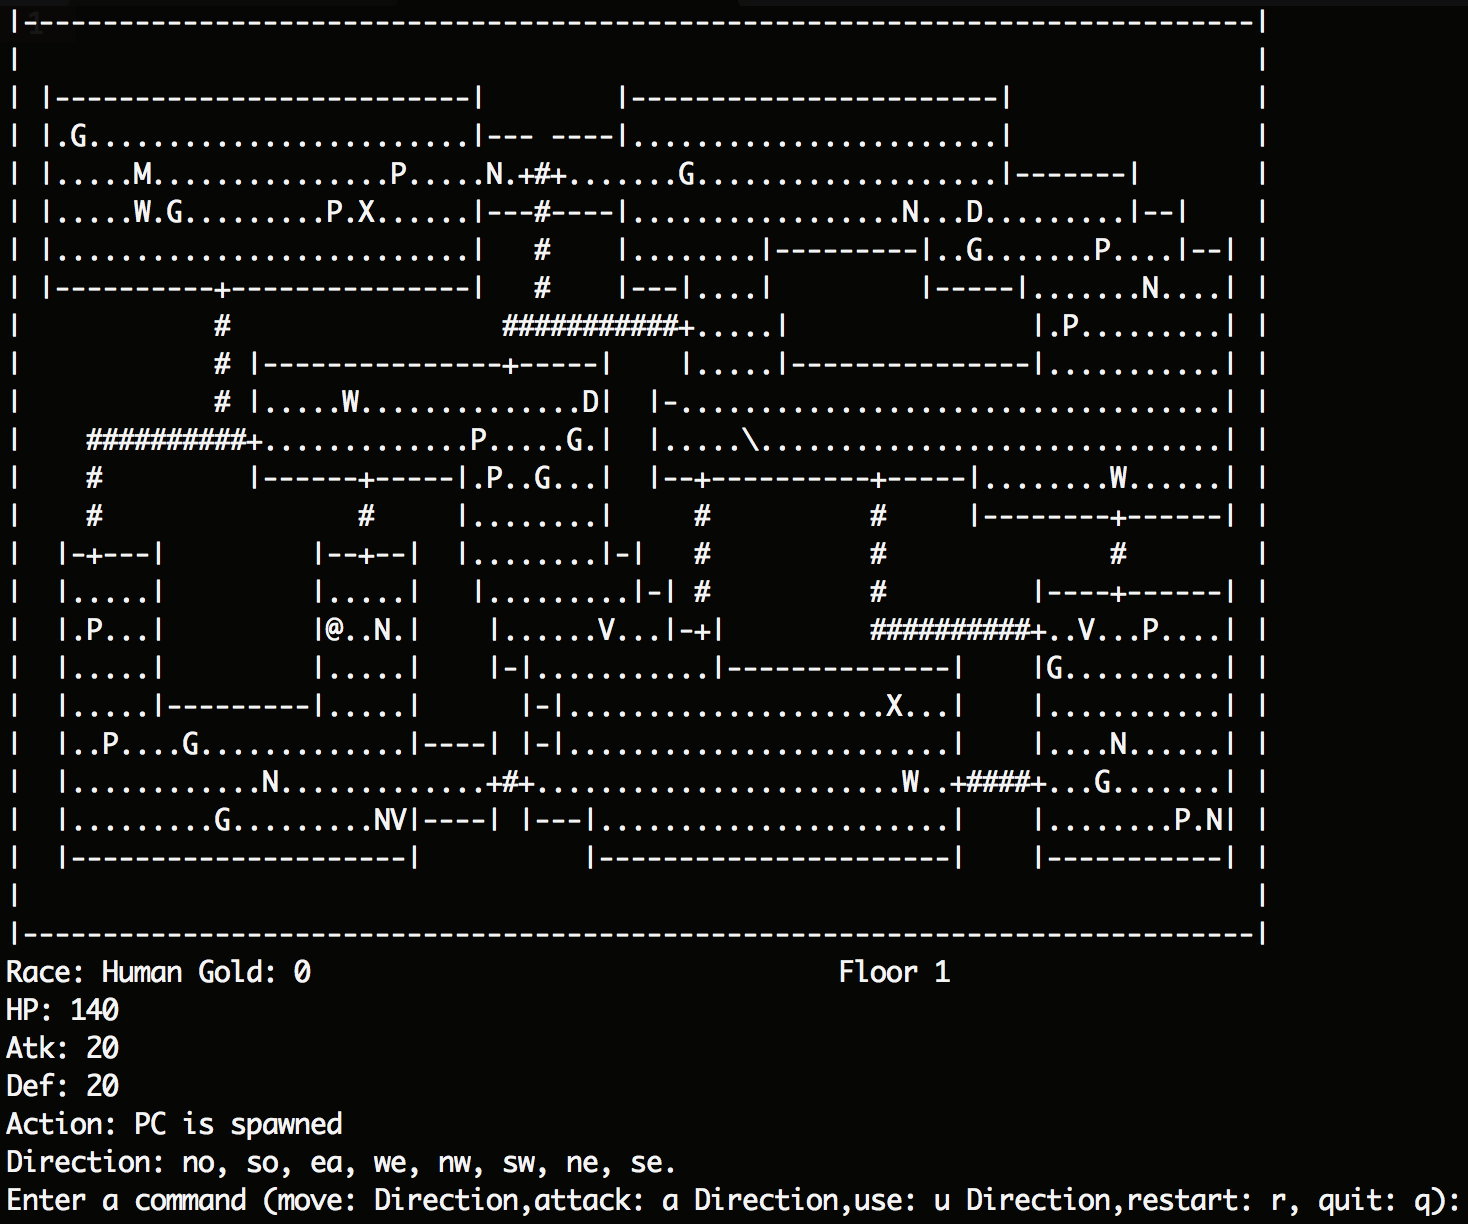 |-----------------------------------------------------------------------------|
|                                                                             |
| |--------------------------|        |-----------------------|               |
| |.G........................|--- ----|.......................|               |
| |.....M...............P.....N.+#+.......G...................|-------|       |
| |.....W.G.........P.X......|---#----|.................N...D.........|--|    |
| |..........................|   #    |........|---------|..G.......P....|--| |
| |----------+---------------|   #    |---|....|         |-----|.......N....| |
|            #                 ###########+.....|               |.P.........| |
|            # |---------------+-----|    |.....|---------------|...........| |
|            # |.....W..............D|  |-..................................| |
|    ##########+.............P.....G.|  |.....\.............................| |
|    #         |------+-----|.P..G...|  |--+----------+-----|........W......| |
|    #                #     |........|     #          #     |--------+------| |
|  |-+---|         |--+--|  |........|-|   #          #              #        |
|  |.....|         |.....|   |.........|-| #          #         |----+------| |
|  |.P...|         |@..N.|    |......V...|-+|         ##########+..V...P....| |
|  |.....|         |.....|    |-|...........|--------------|    |G..........| |
|  |.....|---------|.....|      |-|....................X...|    |...........| |
|  |..P....G.............|----| |-|........................|    |....N......| |
|  |............N.............+#+.......................W..+####+...G.......| |
|  |.........G.........NV|----| |---|......................|    |........P.N| |
|  |---------------------|          |----------------------|    |-----------| |
|                                                                             |
|-----------------------------------------------------------------------------|
Race: Human Gold: 0                                 Floor 1
HP: 140
Atk: 20
Def: 20
Action: PC is spawned
Direction: no, so, ea, we, nw, sw, ne, se.
Enter a command (move: Direction,attack: a Direction,use: u Direction,restart: r, quit: q):